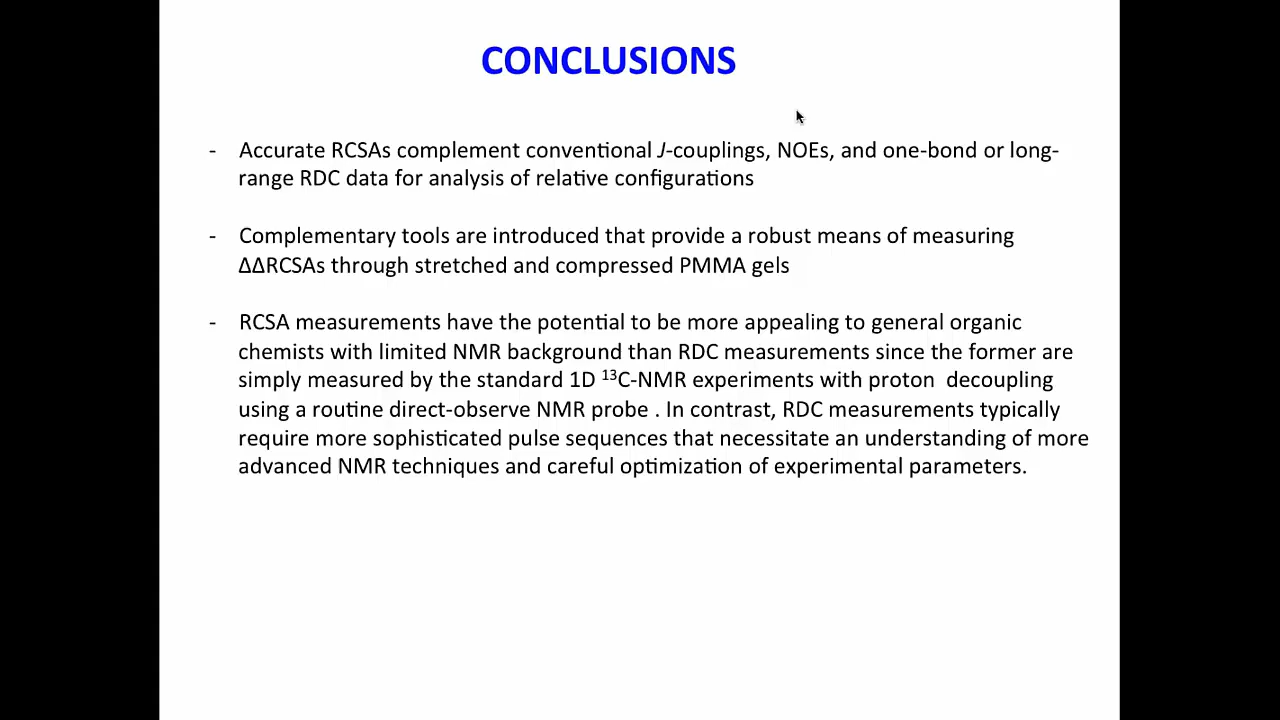 CONCLUSIONS
- Accurate RCSAs complement conventional J-couplings, NOEs, and one-bond or long-
range RDC data for analysis of relative configurations
- Complementary tools are introduced that provide a robust means of measuring
ΔΔRCSAs through stretched and compressed PMMA gels
- RCSA measurements have the potential to be more appealing to general organic
chemists with limited NMR background than RDC measurements since the former are
simply measured by the standard 1D ¹³C-NMR experiments with proton  decoupling
using a routine direct-observe NMR probe . In contrast, RDC measurements typically
require more sophisticated pulse sequences that necessitate an understanding of more
advanced NMR techniques and careful optimization of experimental parameters.